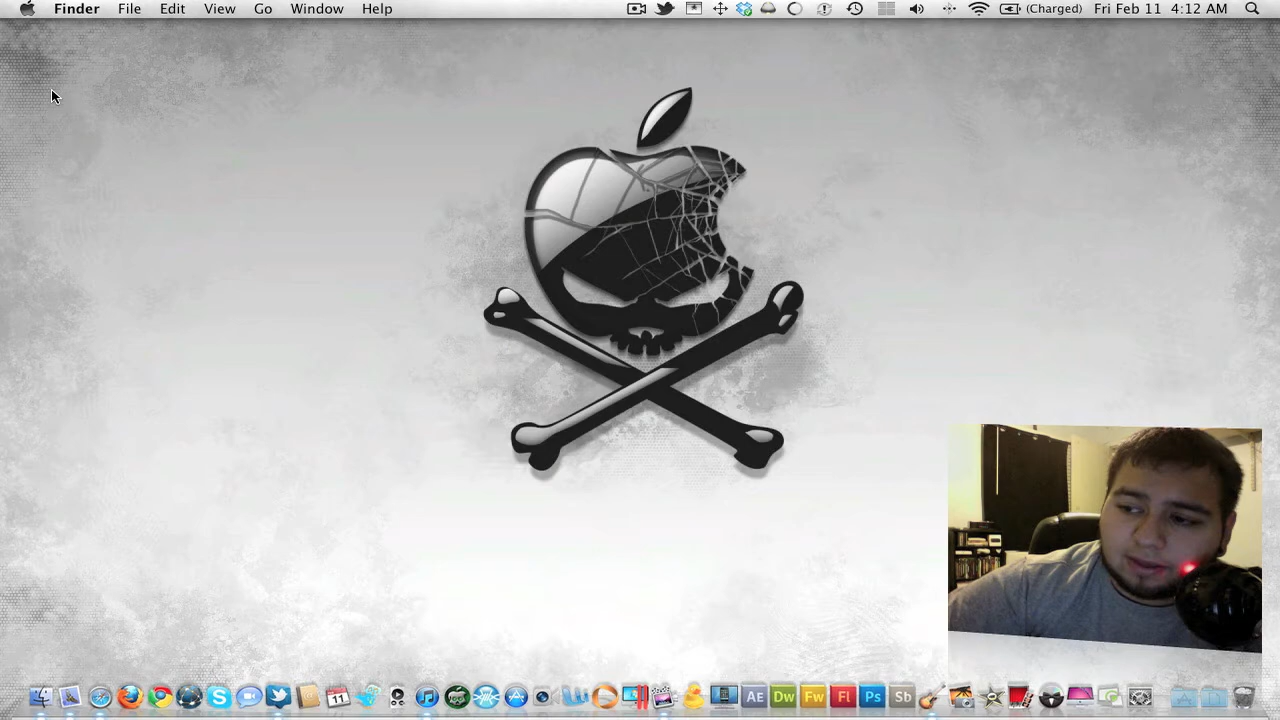 Finder File Edit View Go Window Help (Charged) Fri Feb 11 4:12 AM
11 AE Dw Fw Fl Ps Sb